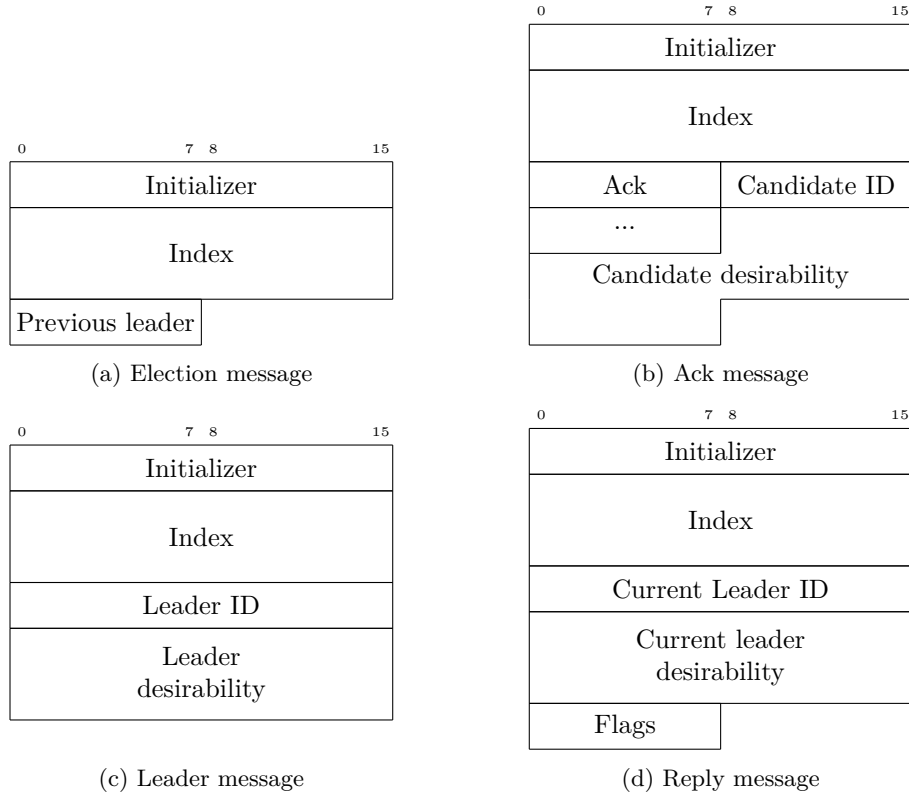 0 7 8 15
Initializer
Index
Previous leader
(a) Election message
0 7 8 15
Initializer
Index
Ack Candidate ID
...
Candidate desirability
(b) Ack message
0 7 8 15
Initializer
Index
Leader ID
Leader
desirability
(c) Leader message
0 7 8 15
Initializer
Index
Current Leader ID
Current leader
desirability
Flags
(d) Reply message